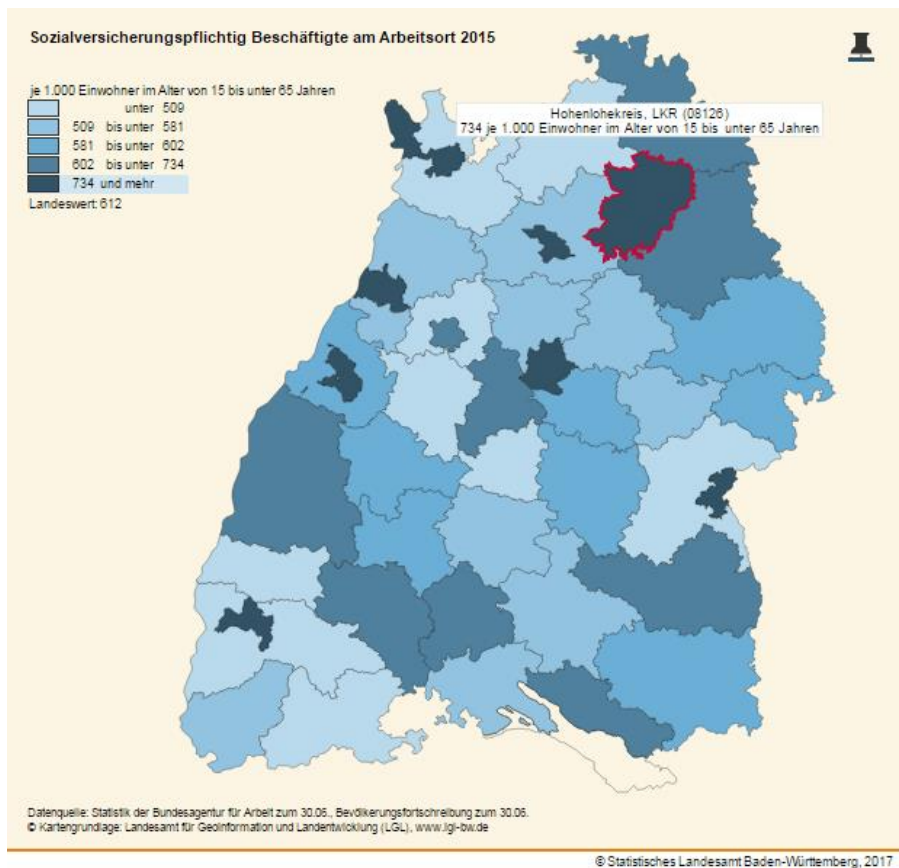 Sozialversicherungspflichtig Beschäftigte am Arbeitsort 2015
je 1.000 Einwohner im Alter von 15 bis unter 65 Jahren
unter 509
509 bis unter 581
581 bis unter 602
602 bis unter 734
734 und mehr
Landeswert: 612
Hohenlohekreis, LKR (08126)
734 je 1.000 Einwohner im Alter von 15 bis unter 65 Jahren
Datenquelle: Statistik der Bundesagentur für Arbeit zum 30.06., Bevölkerungsfortschreibung zum 30.06.
© Kartengrundlage: Landesamt für Geoinformation und Landentwicklung (LGL), www.lgl-bw.de
© Statistisches Landesamt Baden-Württemberg, 2017